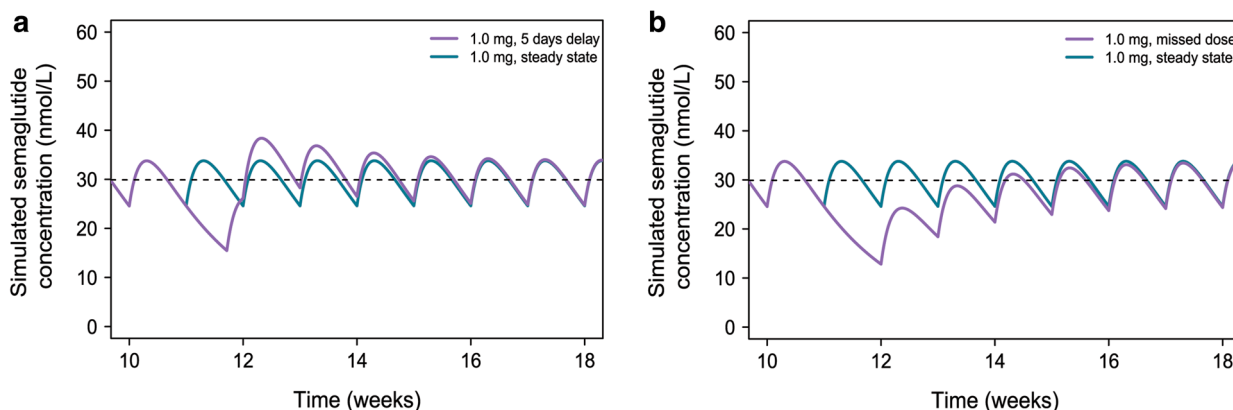 a
1.0 mg, 5 days delay
1.0 mg, steady state
Simulated semaglutide
concentration (nmol/L)
60
50
40
30
20
10
0
10
12
14
16
18
Time (weeks)
b
1.0 mg, missed dose
1.0 mg, steady state
Simulated semaglutide
concentration (nmol/L)
60
50
40
30
20
10
0
10
12
14
16
18
Time (weeks)